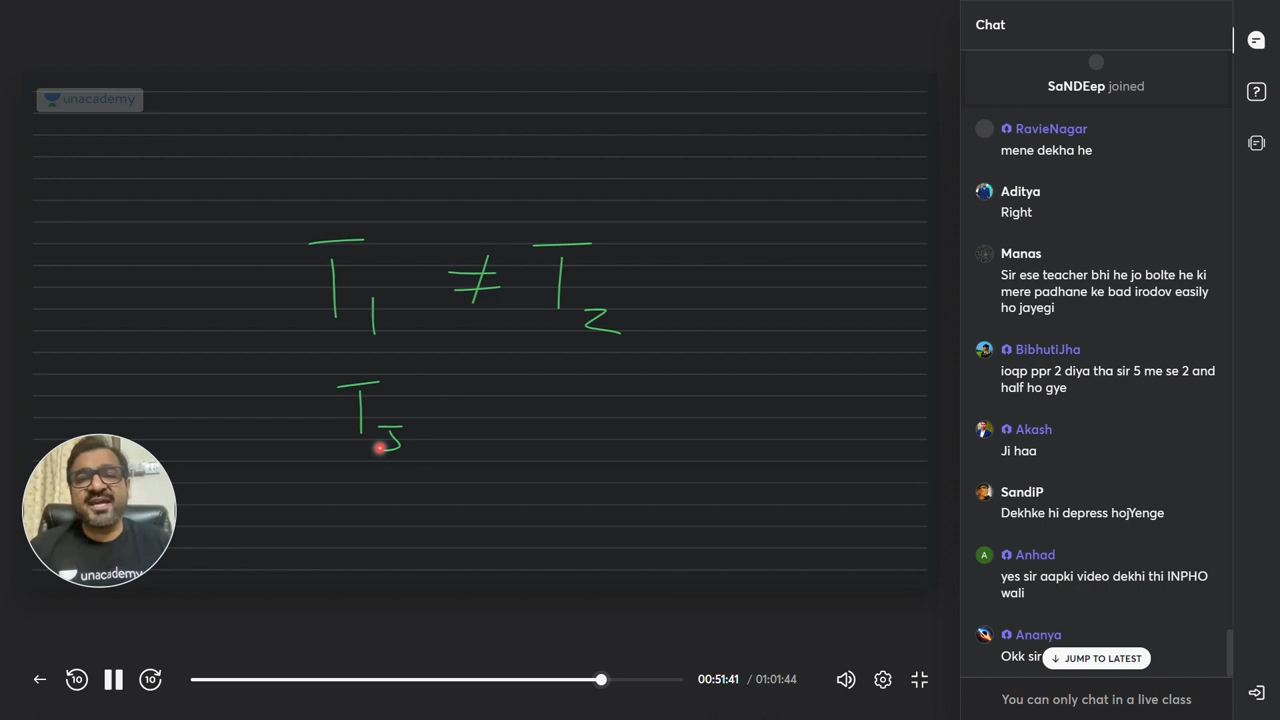 unacademy
T1 ≠ T2
T3
unacademy
10
10
00:51:41 / 01:01:44
Chat
SaNDEep joined
RavieNagar
mene dekha he
Aditya
Right
Manas
Sir ese teacher bhi he jo bolte he ki
mere padhane ke bad irodov easily
ho jayegi
BibhutiJha
ioqp ppr 2 diya tha sir 5 me se 2 and
half ho gye
Akash
Ji haa
SandiP
Dekhke hi depress hojYenge
A
Anhad
yes sir aapki video dekhi thi INPHO
wali
Ananya
Okk sir
↓ JUMP TO LATEST
You can only chat in a live class
?